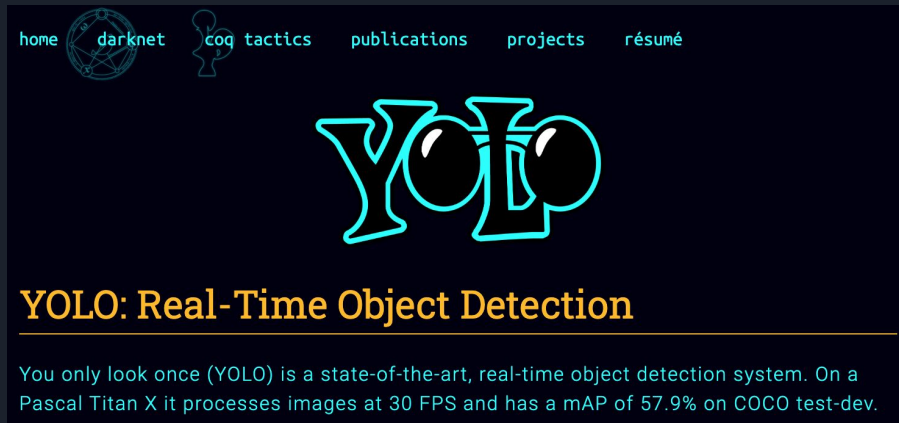 home darknet coq tactics publications projects résumé
YOLO
YOLO: Real-Time Object Detection
You only look once (YOLO) is a state-of-the-art, real-time object detection system. On a
Pascal Titan X it processes images at 30 FPS and has a mAP of 57.9% on COCO test-dev.